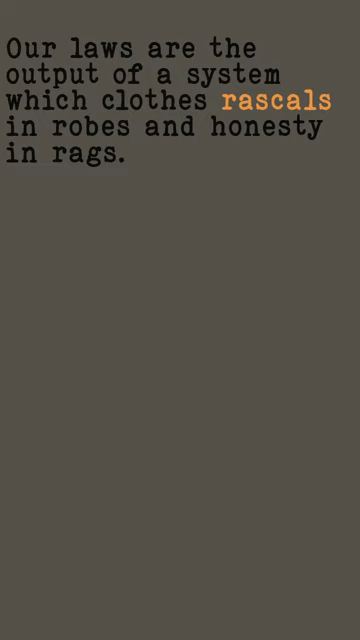 Our laws are the
output of a system
which clothes rascals
in robes and honesty
in rags.